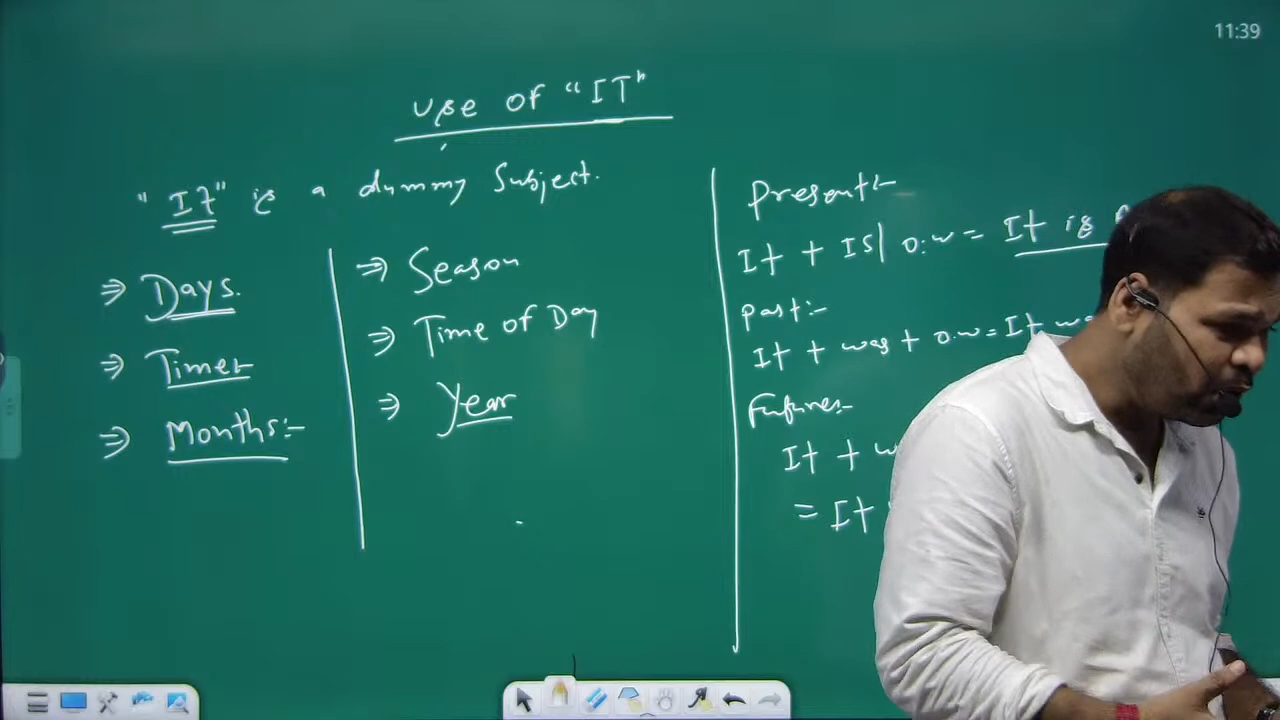 11:39
Use of "IT"
"It" is a dummy Subject.
⇒ Days.
⇒ Time:-
⇒ Months:-
⇒ Season
⇒ Time of Day
⇒ Year
Present:-
It + Is/ o.w = It is
Past:-
It + was + o.w = It
Future:-
It +
= It